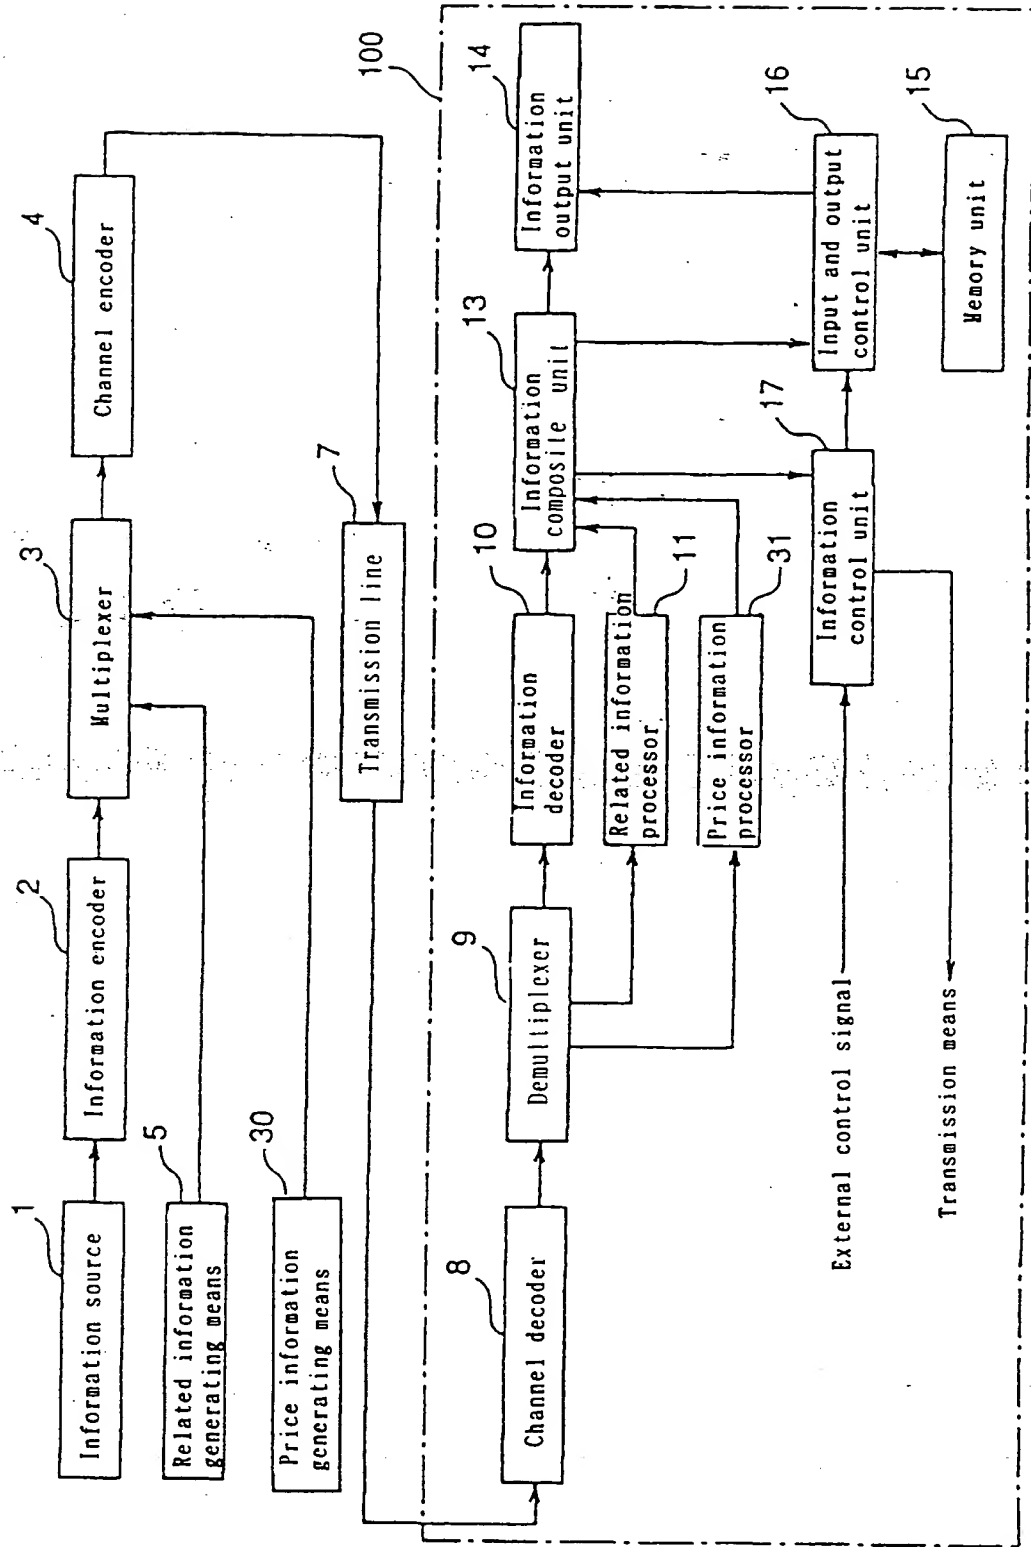 1
Information source
2
Information encoder
3
Multiplexer
4
Channel encoder
5
Related information
generating means
30
Price information
generating means
7
Transmission line
100
8
Channel decoder
9
Demultiplexer
10
Information
decoder
11
Related information
processor
31
Price information
processor
13
Information
composite unit
14
Information
output unit
17
Information
control unit
16
Input and output
control unit
15
Memory unit
External control signal
Transmission means